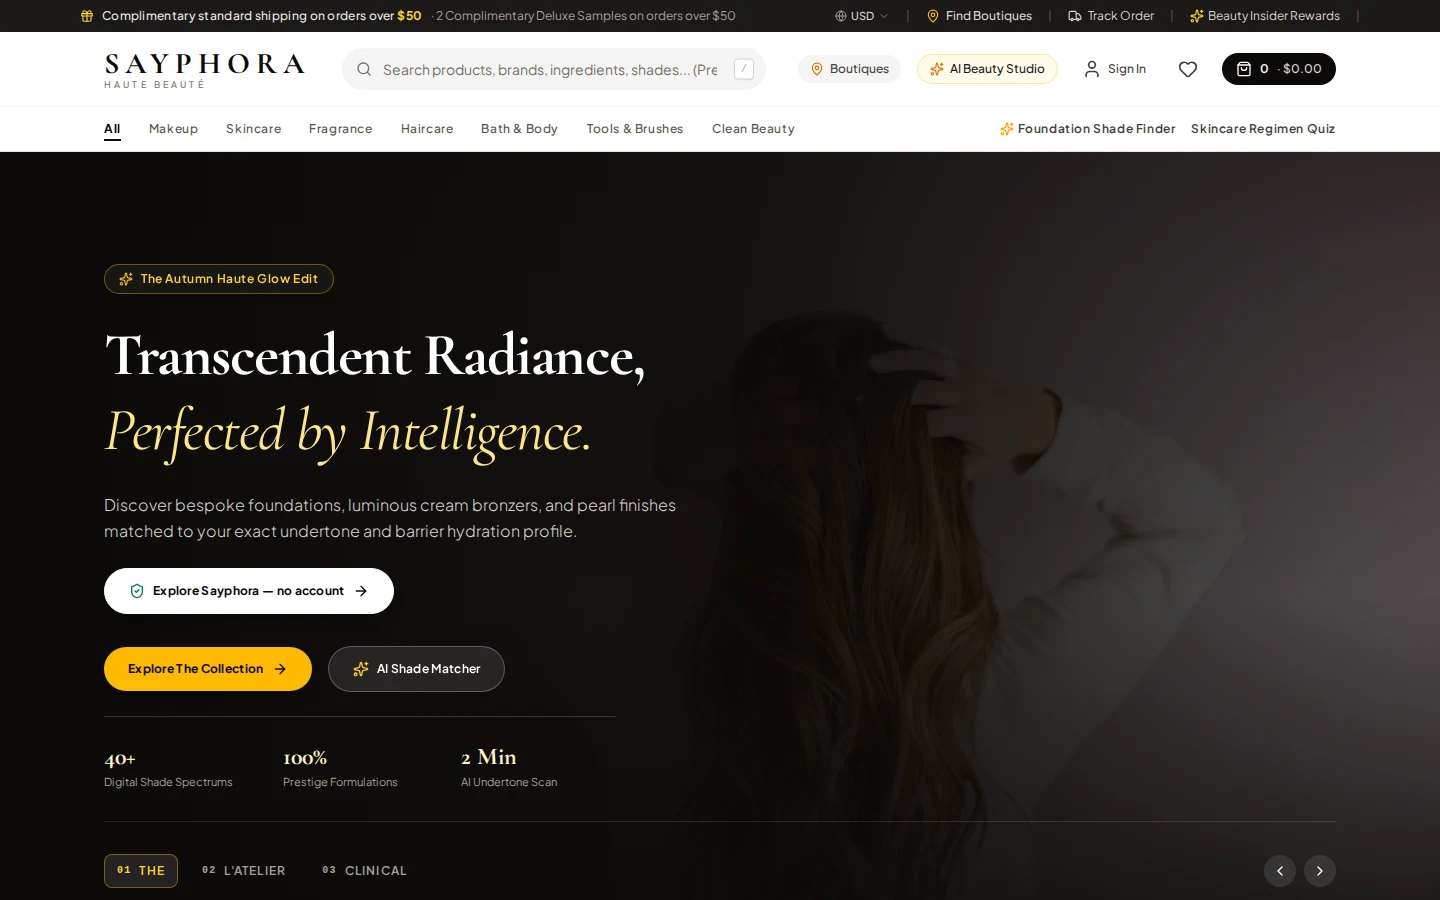 Complimentary standard shipping on orders over $50 · 2 Complimentary Deluxe Samples on orders over $50
USD | Find Boutiques | Track Order | Beauty Insider Rewards |
SAYPHORA
HAUTE BEAUTÉ
Search products, brands, ingredients, shades... (Pre
/
Boutiques
AI Beauty Studio
Sign In
0 · $0.00
All Makeup Skincare Fragrance Haircare Bath & Body Tools & Brushes Clean Beauty
Foundation Shade Finder Skincare Regimen Quiz
The Autumn Haute Glow Edit
Transcendent Radiance,
Perfected by Intelligence.
Discover bespoke foundations, luminous cream bronzers, and pearl finishes
matched to your exact undertone and barrier hydration profile.
Explore Sayphora — no account
Explore The Collection
AI Shade Matcher
40+ 100% 2 Min
Digital Shade Spectrums Prestige Formulations AI Undertone Scan
01 THE 02 L'ATELIER 03 CLINICAL